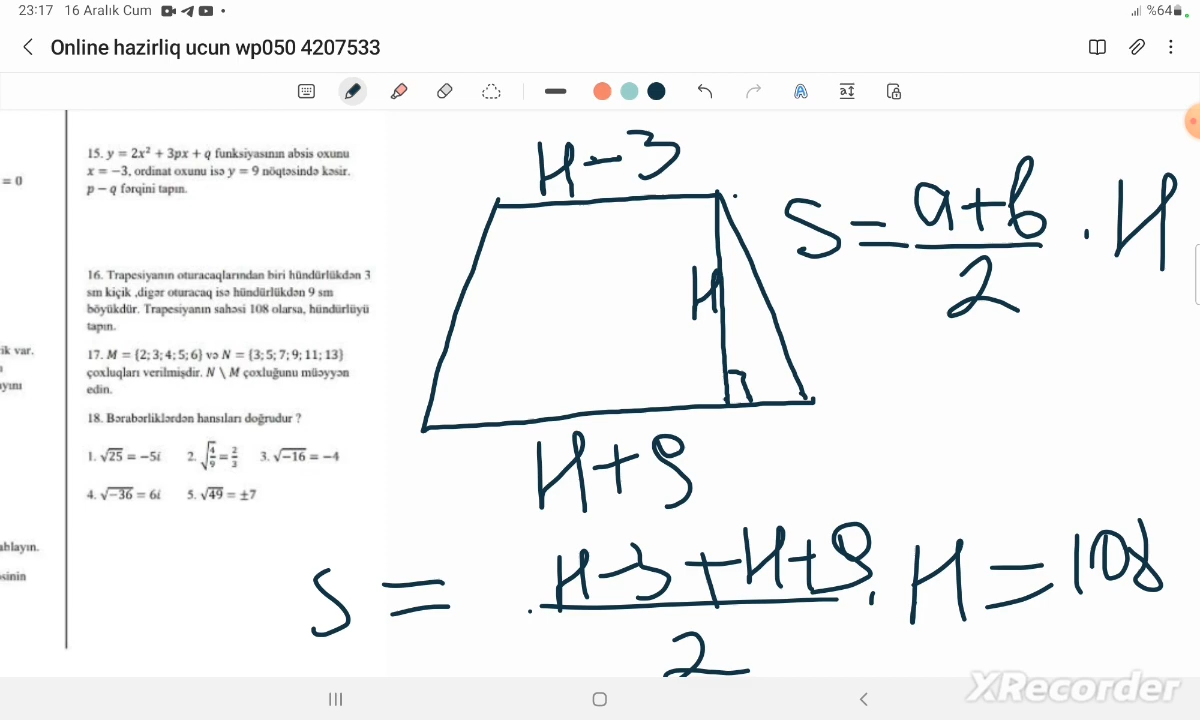 23:17 16 Aralık Cum • %64
Online hazirliq ucun wp050 4207533
= 0
ik var.
yını
ablayın.
əsinin
15. y = 2x² + 3px + q funksiyasının absis oxunu
x = −3, ordinat oxunu isə y = 9 nöqtəsində kəsir.
p − q fərqini tapın.
16. Trapesiyanın oturacaqlarından biri hündürlükdən 3
sm kiçik ,digər oturacaq isə hündürlükdən 9 sm
böyükdür. Trapesiyanın sahəsi 108 olarsa, hündürlüyü
tapın.
17. M = {2; 3; 4; 5; 6} və N = {3; 5; 7; 9; 11; 13}
çoxluqları verilmişdir. N \ M çoxluğunu müəyyən
edin.
18. Bərabərliklərdən hansıları doğrudur ?
1. √25 = −5i 2. √4/9 = 2/3 3. √−16 = −4
4. √−36 = 6i 5. √49 = ±7
H−3
S = a+b/2 · H
H
H+9
S = H−3+H+9/2 · H = 108
XRecorder